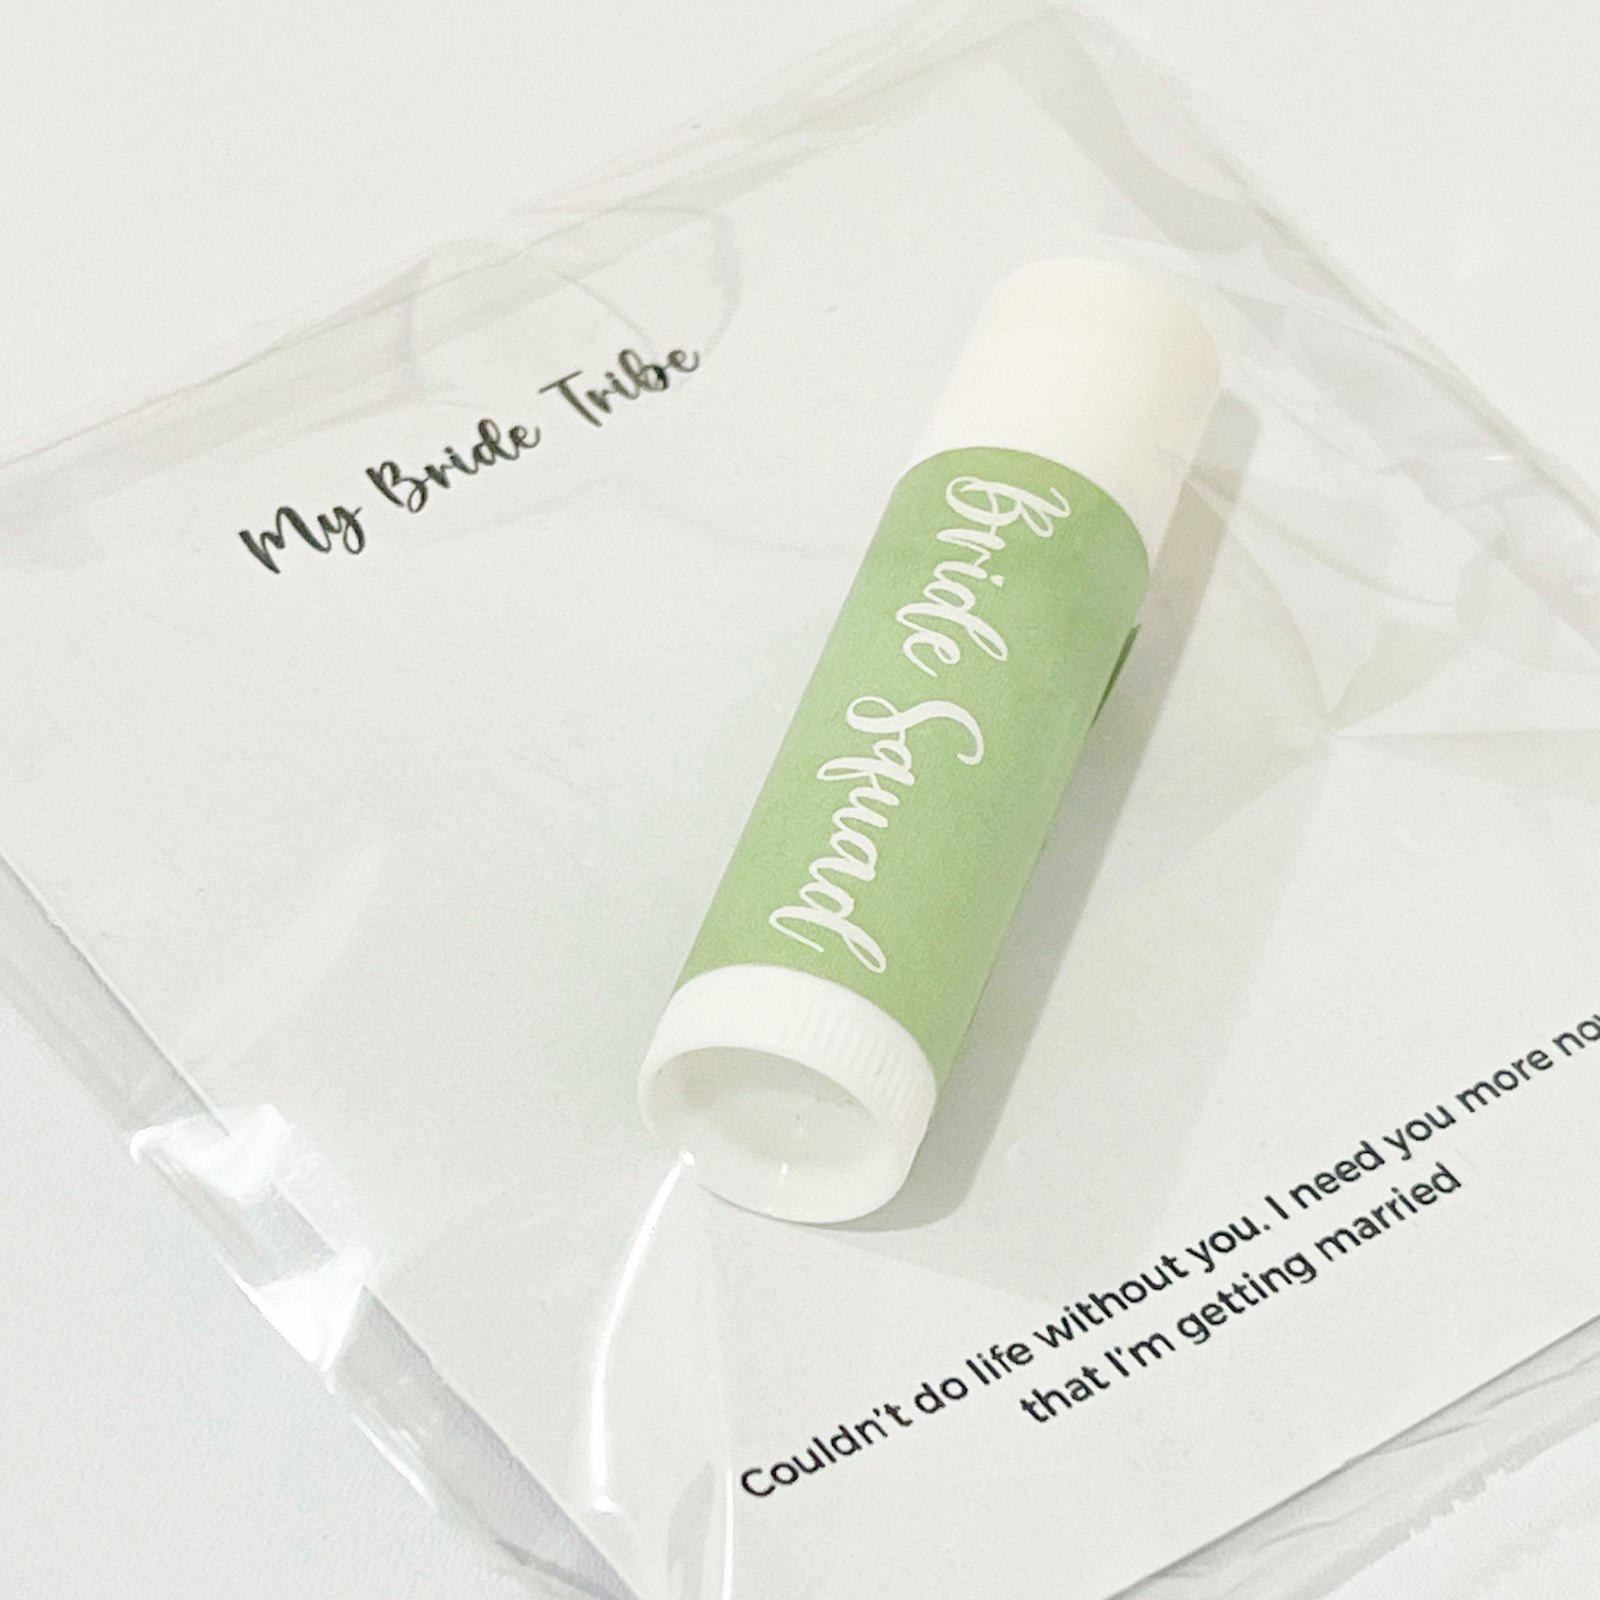 My Bride Tribe
Bride Squad
Couldn't do life without you. I need you more
that I'm getting married